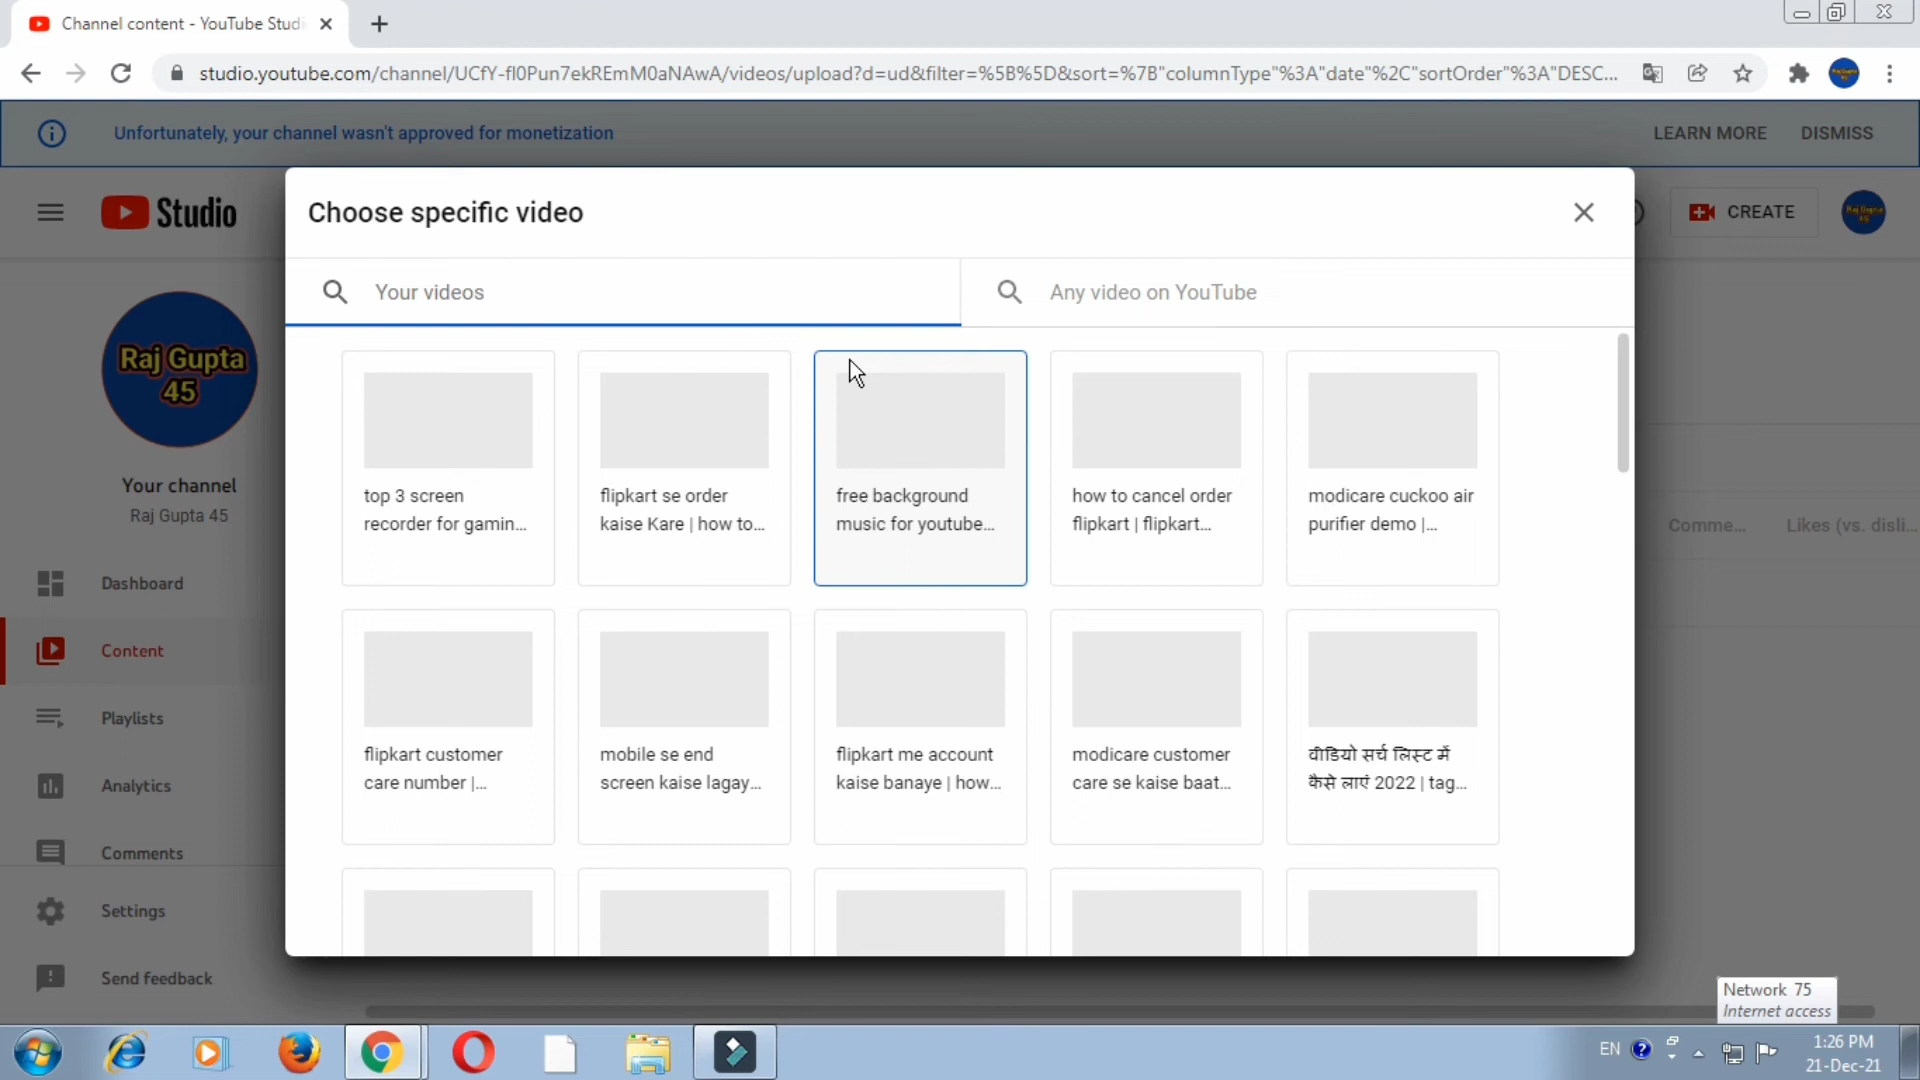 Channel content - YouTube Studi
studio.youtube.com/channel/UCfY-fI0Pun7ekREmM0aNAwA/videos/upload?d=ud&filter=%5B%5D&sort=%7B"columnType"%3A"date"%2C"sortOrder"%3A"DESC...
Unfortunately, your channel wasn't approved for monetization
LEARN MORE
DISMISS
Studio
CREATE
Choose specific video
Your videos
Any video on YouTube
Raj Gupta
45
Your channel
Raj Gupta 45
Dashboard
Content
Playlists
Analytics
Comments
Settings
Send feedback
top 3 screen
recorder for gamin...
flipkart se order
kaise Kare | how to...
free background
music for youtube...
how to cancel order
flipkart | flipkart...
modicare cuckoo air
purifier demo |...
flipkart customer
care number |...
mobile se end
screen kaise lagay...
flipkart me account
kaise banaye | how...
modicare customer
care se kaise baat...
वीडियो सर्च लिस्ट में
कैसे लाएं 2022 | tag...
Comme...
Likes (vs. disli...
Network 75
Internet access
EN
1:26 PM
21-Dec-21